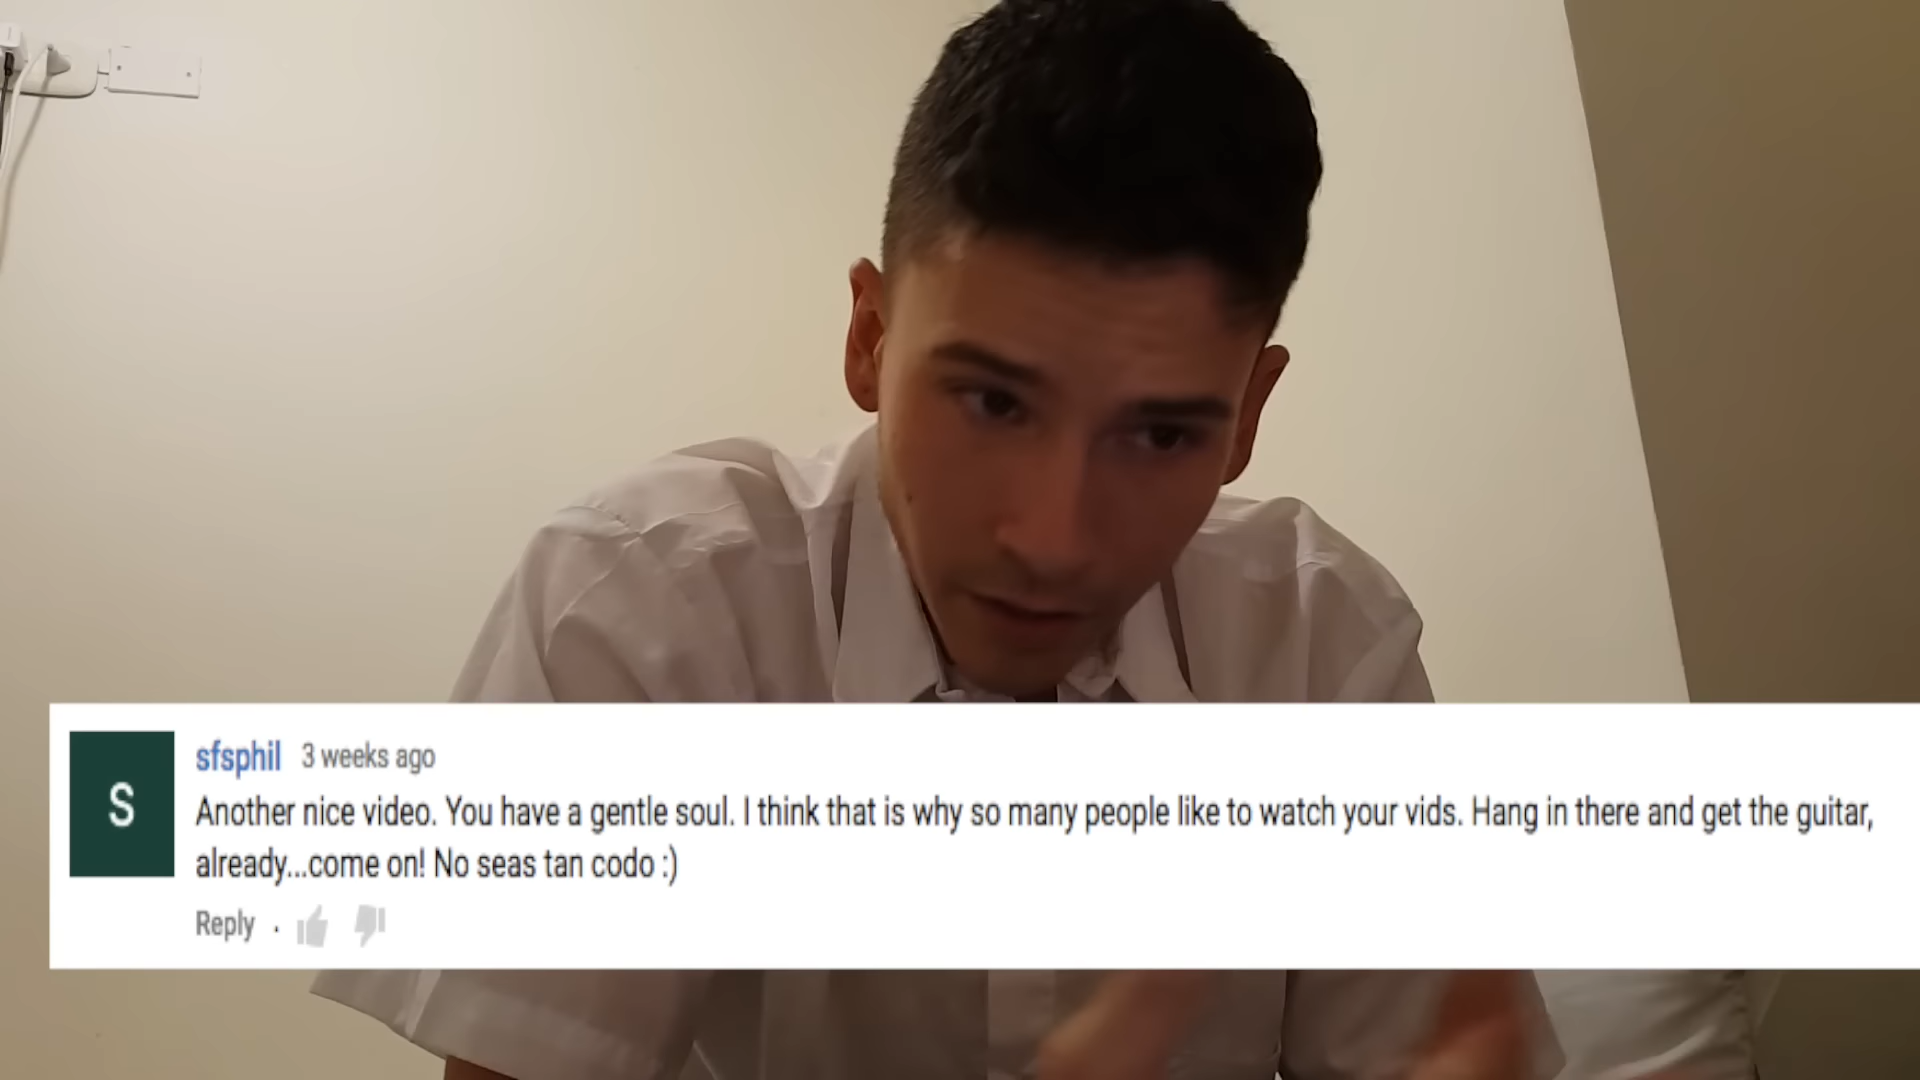 S
sfsphil 3 weeks ago
Another nice video. You have a gentle soul. I think that is why so many people like to watch your vids. Hang in there and get the guitar,
already...come on! No seas tan codo :)
Reply .